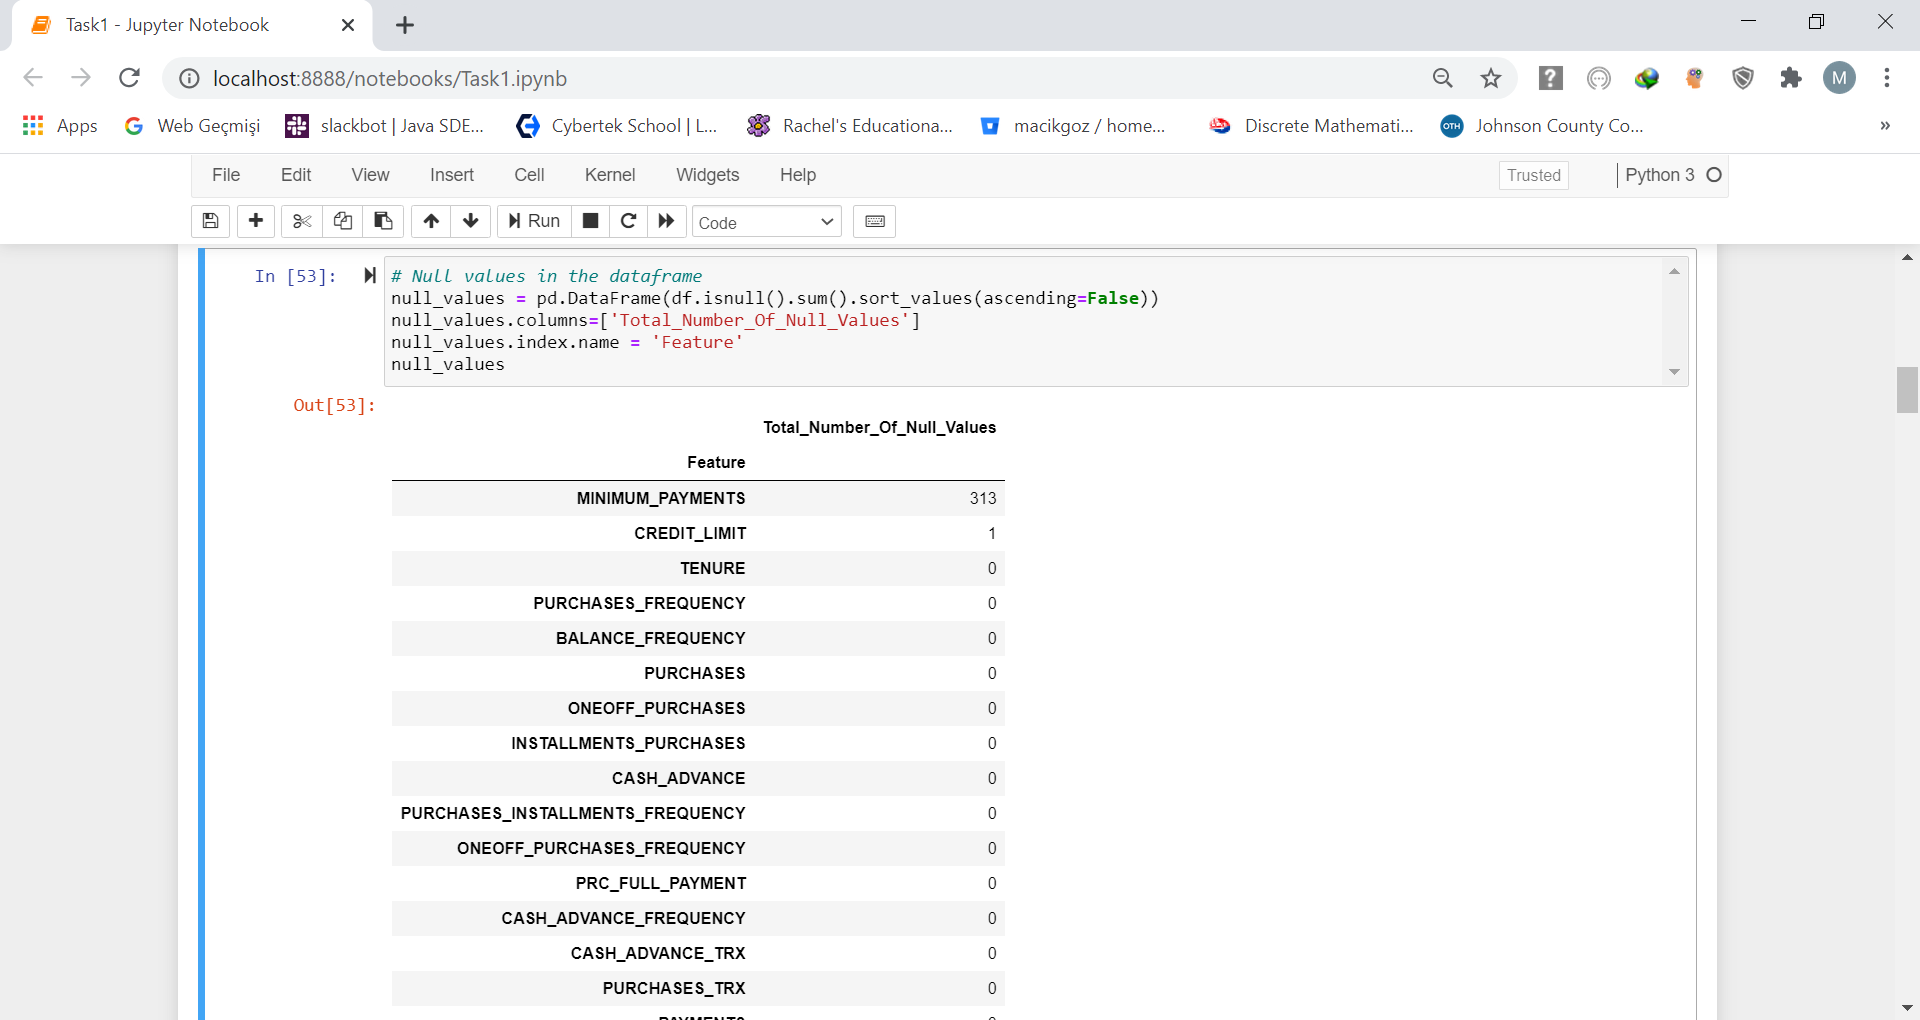 Task1 - Jupyter Notebook
localhost:8888/notebooks/Task1.ipynb
M
Apps
Web Geçmişi
slackbot | Java SDE...
Cybertek School | L...
Rachel's Educationa...
macikgoz / home...
Discrete Mathemati...
OTH
Johnson County Co...
»
File Edit View Insert Cell Kernel Widgets Help
Trusted
Python 3
Run
Code
In [53]:
# Null values in the dataframe
null_values = pd.DataFrame(df.isnull().sum().sort_values(ascending=False))
null_values.columns=['Total_Number_Of_Null_Values']
null_values.index.name = 'Feature'
null_values
Out[53]:
Total_Number_Of_Null_Values
Feature
MINIMUM_PAYMENTS 313
CREDIT_LIMIT 1
TENURE 0
PURCHASES_FREQUENCY 0
BALANCE_FREQUENCY 0
PURCHASES 0
ONEOFF_PURCHASES 0
INSTALLMENTS_PURCHASES 0
CASH_ADVANCE 0
PURCHASES_INSTALLMENTS_FREQUENCY 0
ONEOFF_PURCHASES_FREQUENCY 0
PRC_FULL_PAYMENT 0
CASH_ADVANCE_FREQUENCY 0
CASH_ADVANCE_TRX 0
PURCHASES_TRX 0